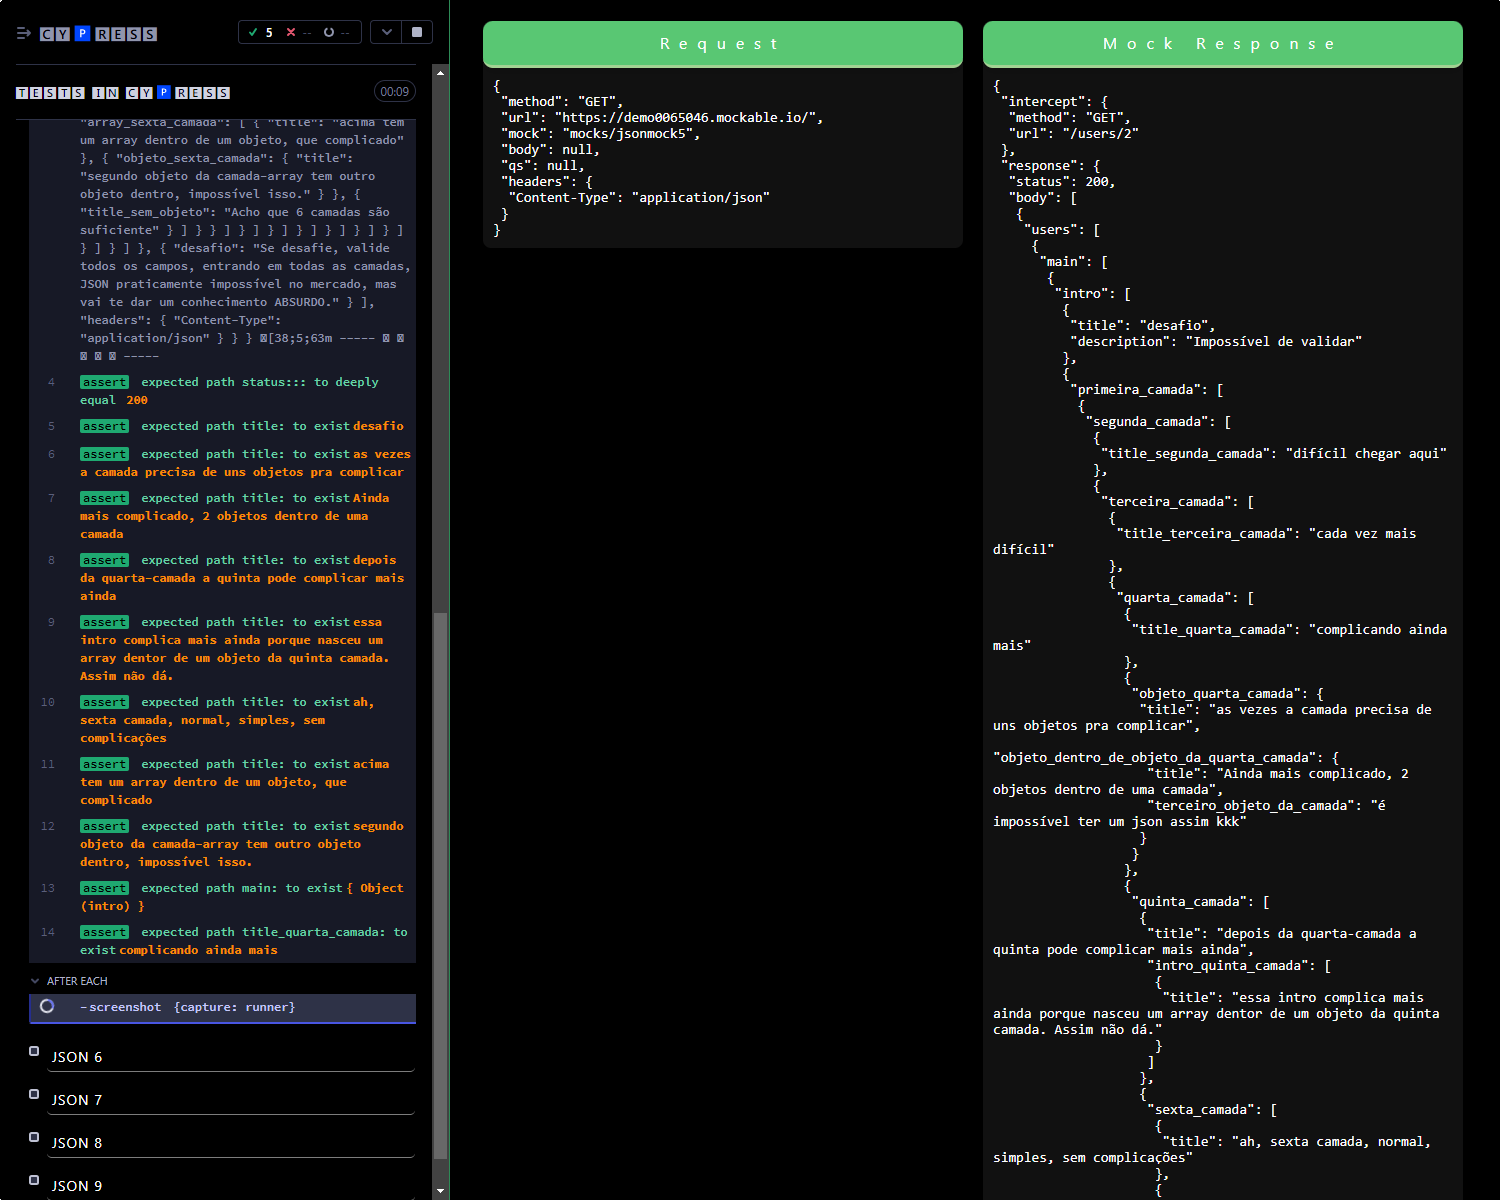 CYPRESS
5 -- --
TESTS IN CYPRESS
00:09
"array_sexta_camada": [ { "title": "acima tem
um array dentro de um objeto, que complicado"
}, { "objeto_sexta_camada": { "title":
"segundo objeto da camada-array tem outro
objeto dentro, impossível isso." } }, {
"title_sem_objeto": "Acho que 6 camadas são
suficiente" } ] } } ] } ] } ] } ] } ] } ] } ]
} ] } ] }, { "desafio": "Se desafie, valide
todos os campos, entrando em todas as camadas,
JSON praticamente impossível no mercado, mas
vai te dar um conhecimento ABSURDO." } ],
"headers": { "Content-Type":
"application/json" } } } [38;5;63m -----
-----
4 assert expected path status::: to deeply
equal 200
5 assert expected path title: to exist desafio
6 assert expected path title: to exist as vezes
a camada precisa de uns objetos pra complicar
7 assert expected path title: to exist Ainda
mais complicado, 2 objetos dentro de uma
camada
8 assert expected path title: to exist depois
da quarta-camada a quinta pode complicar mais
ainda
9 assert expected path title: to exist essa
intro complica mais ainda porque nasceu um
array dentor de um objeto da quinta camada.
Assim não dá.
10 assert expected path title: to exist ah,
sexta camada, normal, simples, sem
complicações
11 assert expected path title: to exist acima
tem um array dentro de um objeto, que
complicado
12 assert expected path title: to exist segundo
objeto da camada-array tem outro objeto
dentro, impossível isso.
13 assert expected path main: to exist { Object
(intro) }
14 assert expected path title_quarta_camada: to
exist complicando ainda mais
AFTER EACH
-screenshot {capture: runner}
JSON 6
JSON 7
JSON 8
JSON 9
Request
{
"method": "GET",
"url": "https://demo0065046.mockable.io/",
"mock": "mocks/jsonmock5",
"body": null,
"qs": null,
"headers": {
"Content-Type": "application/json"
}
}
Mock Response
{
"intercept": {
"method": "GET",
"url": "/users/2"
},
"response": {
"status": 200,
"body": [
{
"users": [
{
"main": [
{
"intro": [
{
"title": "desafio",
"description": "Impossível de validar"
},
{
"primeira_camada": [
{
"segunda_camada": [
{
"title_segunda_camada": "difícil chegar aqui"
},
{
"terceira_camada": [
{
"title_terceira_camada": "cada vez mais
difícil"
},
{
"quarta_camada": [
{
"title_quarta_camada": "complicando ainda
mais"
},
{
"objeto_quarta_camada": {
"title": "as vezes a camada precisa de
uns objetos pra complicar",
"objeto_dentro_de_objeto_da_quarta_camada": {
"title": "Ainda mais complicado, 2
objetos dentro de uma camada",
"terceiro_objeto_da_camada": "é
impossível ter um json assim kkk"
}
}
},
{
"quinta_camada": [
{
"title": "depois da quarta-camada a
quinta pode complicar mais ainda",
"intro_quinta_camada": [
{
"title": "essa intro complica mais
ainda porque nasceu um array dentor de um objeto da quinta
camada. Assim não dá."
}
]
},
{
"sexta_camada": [
{
"title": "ah, sexta camada, normal,
simples, sem complicações"
},
{